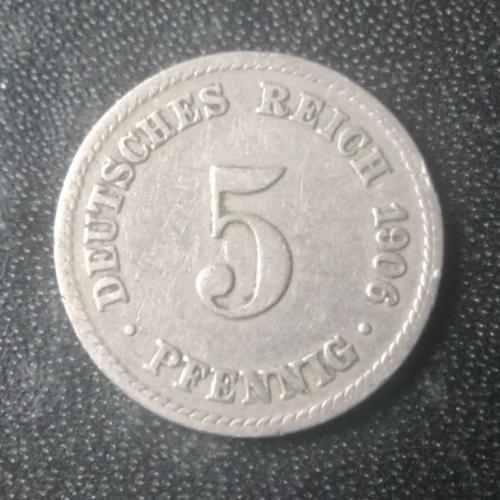 DEUTSCHES REICH 1906
5
· PFENNIG ·